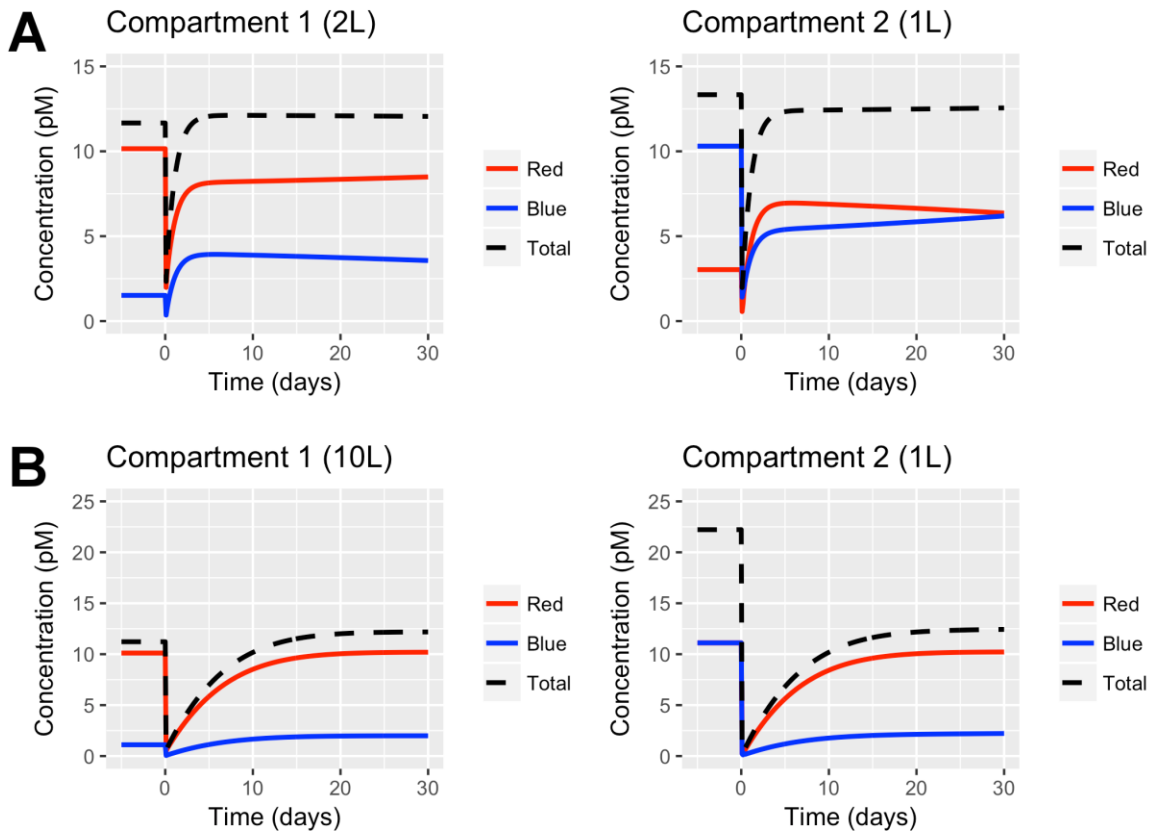 A
Compartment 1 (2L)
Concentration (pM)
15
10
5
0
0 10 20 30
Time (days)
Red
Blue
Total
Compartment 2 (1L)
Concentration (pM)
15
10
5
0
0 10 20 30
Time (days)
Red
Blue
Total
B
Compartment 1 (10L)
Concentration (pM)
25
20
15
10
5
0
0 10 20 30
Time (days)
Red
Blue
Total
Compartment 2 (1L)
Concentration (pM)
25
20
15
10
5
0
0 10 20 30
Time (days)
Red
Blue
Total